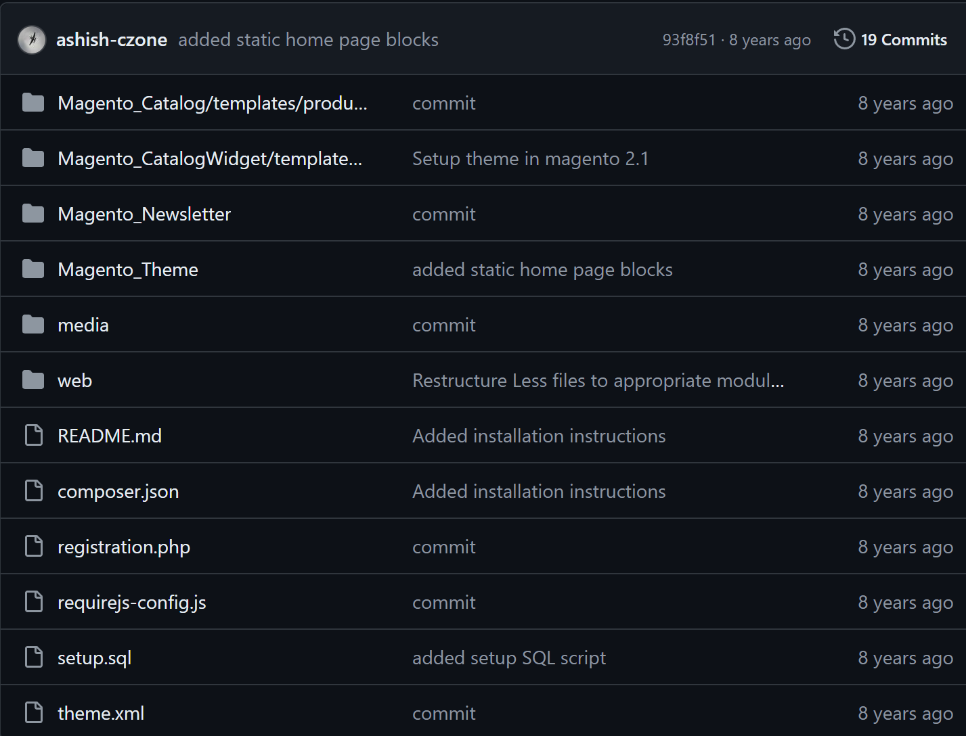 ashish-czone added static home page blocks 93f8f51 · 8 years ago 19 Commits
Magento_Catalog/templates/produ... commit 8 years ago
Magento_CatalogWidget/template... Setup theme in magento 2.1 8 years ago
Magento_Newsletter commit 8 years ago
Magento_Theme added static home page blocks 8 years ago
media commit 8 years ago
web Restructure Less files to appropriate modul... 8 years ago
README.md Added installation instructions 8 years ago
composer.json Added installation instructions 8 years ago
registration.php commit 8 years ago
requirejs-config.js commit 8 years ago
setup.sql added setup SQL script 8 years ago
theme.xml commit 8 years ago